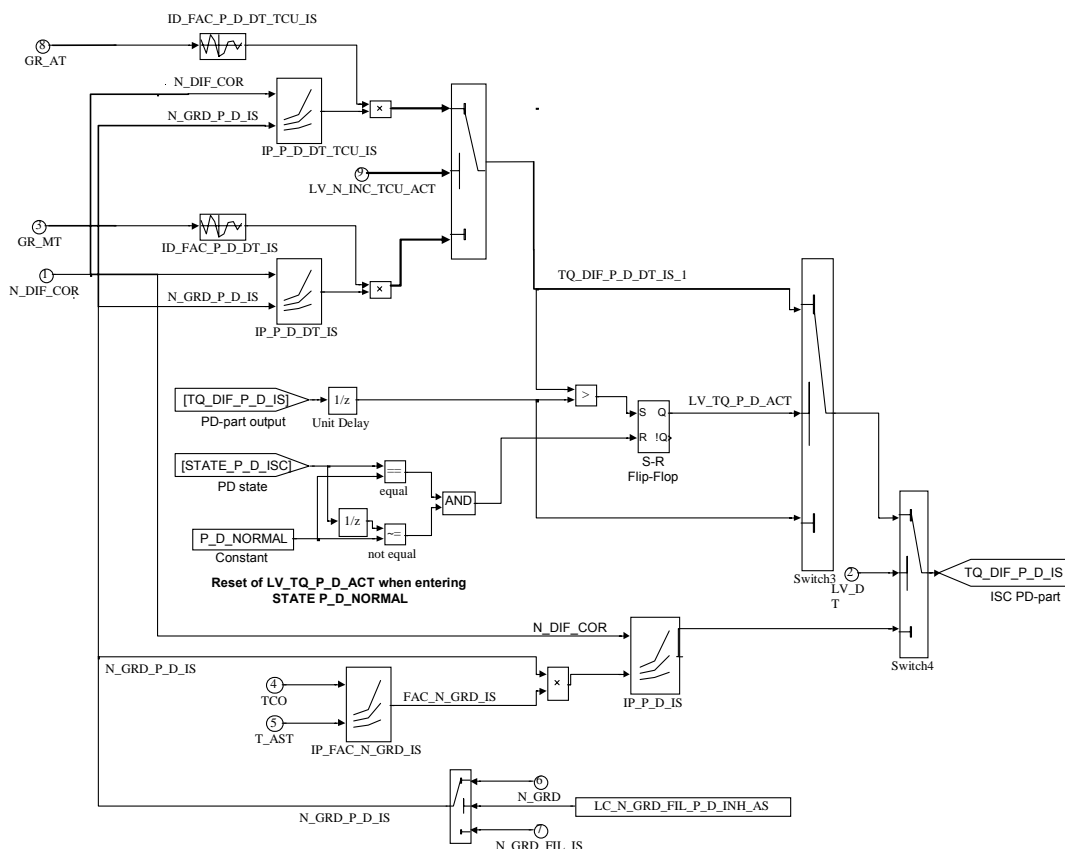 ID_FAC_P_D_DT_TCU_IS
8
GR_AT
N_DIF_COR
×
N_GRD_P_D_IS
IP_P_D_DT_TCU_IS
9
LV_N_INC_TCU_ACT
3
GR_MT
ID_FAC_P_D_DT_IS
1
N_DIF_COR
N_GRD_P_D_IS
×
IP_P_D_DT_IS
TQ_DIF_P_D_DT_IS_1
[TQ_DIF_P_D_IS]
1/z
>
PD-part output
Unit Delay
S Q
R !Q
LV_TQ_P_D_ACT
S-R
Flip-Flop
[STATE_P_D_ISC]
PD state
==
equal
AND
1/z
~=
not equal
P_D_NORMAL
Constant
Reset of LV_TQ_P_D_ACT when entering
STATE P_D_NORMAL
Switch3
2
LV_D
T
TQ_DIF_P_D_IS
ISC PD-part
Switch4
N_DIF_COR
N_GRD_P_D_IS
×
IP_P_D_IS
4
TCO
FAC_N_GRD_IS
5
T_AST
IP_FAC_N_GRD_IS
6
N_GRD
LC_N_GRD_FIL_P_D_INH_AS
N_GRD_P_D_IS
7
N_GRD_FIL_IS